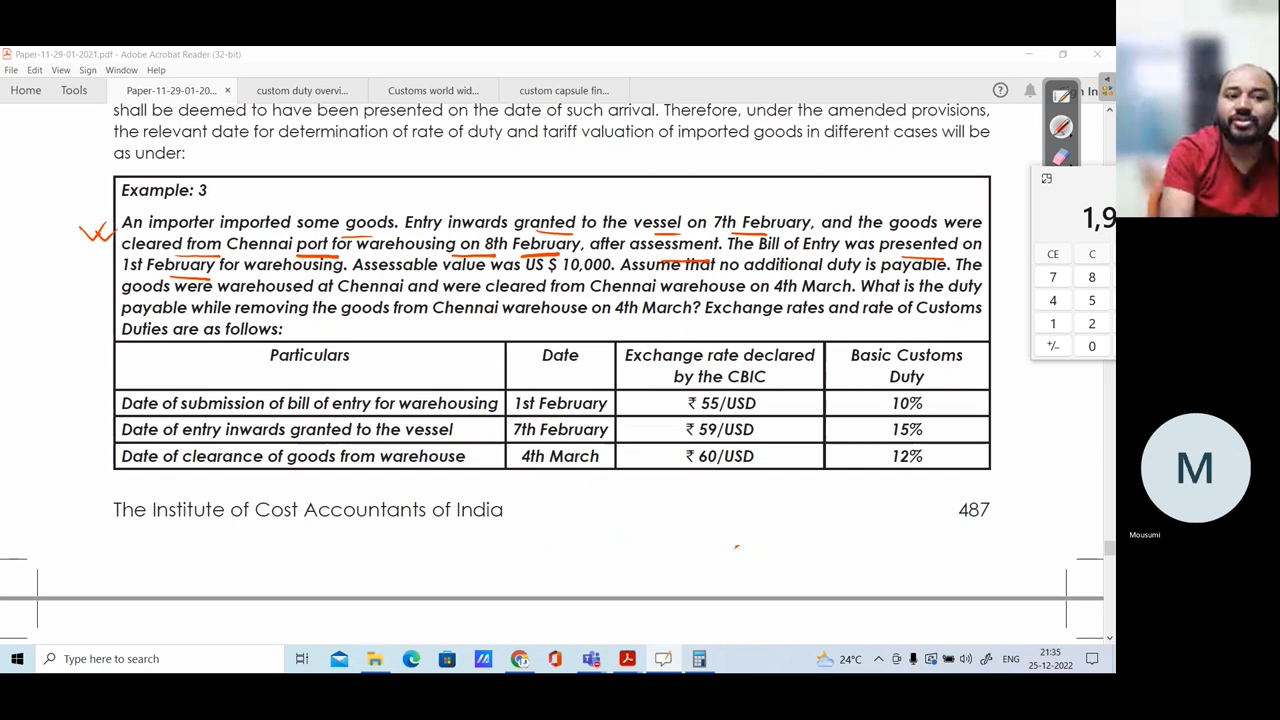 Paper-11-29-01-2021.pdf - Adobe Acrobat Reader (32-bit)
File Edit View Sign Window Help
Home Tools Paper-11-29-01-20... × custom duty overvi... Customs world wid... custom capsule fin... Sign In
shall be deemed to have been presented on the date of such arrival. Therefore, under the amended provisions,
the relevant date for determination of rate of duty and tariff valuation of imported goods in different cases will be
as under:
Example: 3
An importer imported some goods. Entry inwards granted to the vessel on 7th February, and the goods were
cleared from Chennai port for warehousing on 8th February, after assessment. The Bill of Entry was presented on
1st February for warehousing. Assessable value was US $ 10,000. Assume that no additional duty is payable. The
goods were warehoused at Chennai and were cleared from Chennai warehouse on 4th March. What is the duty
payable while removing the goods from Chennai warehouse on 4th March? Exchange rates and rate of Customs
Duties are as follows:
Particulars Date Exchange rate declared by the CBIC Basic Customs Duty
Date of submission of bill of entry for warehousing 1st February ₹ 55/USD 10%
Date of entry inwards granted to the vessel 7th February ₹ 59/USD 15%
Date of clearance of goods from warehouse 4th March ₹ 60/USD 12%
The Institute of Cost Accountants of India 487
1,9
CE C
7 8
4 5
1 2
+/- 0
M
Mousumi
Type here to search
24°C ENG 21:35
25-12-2022